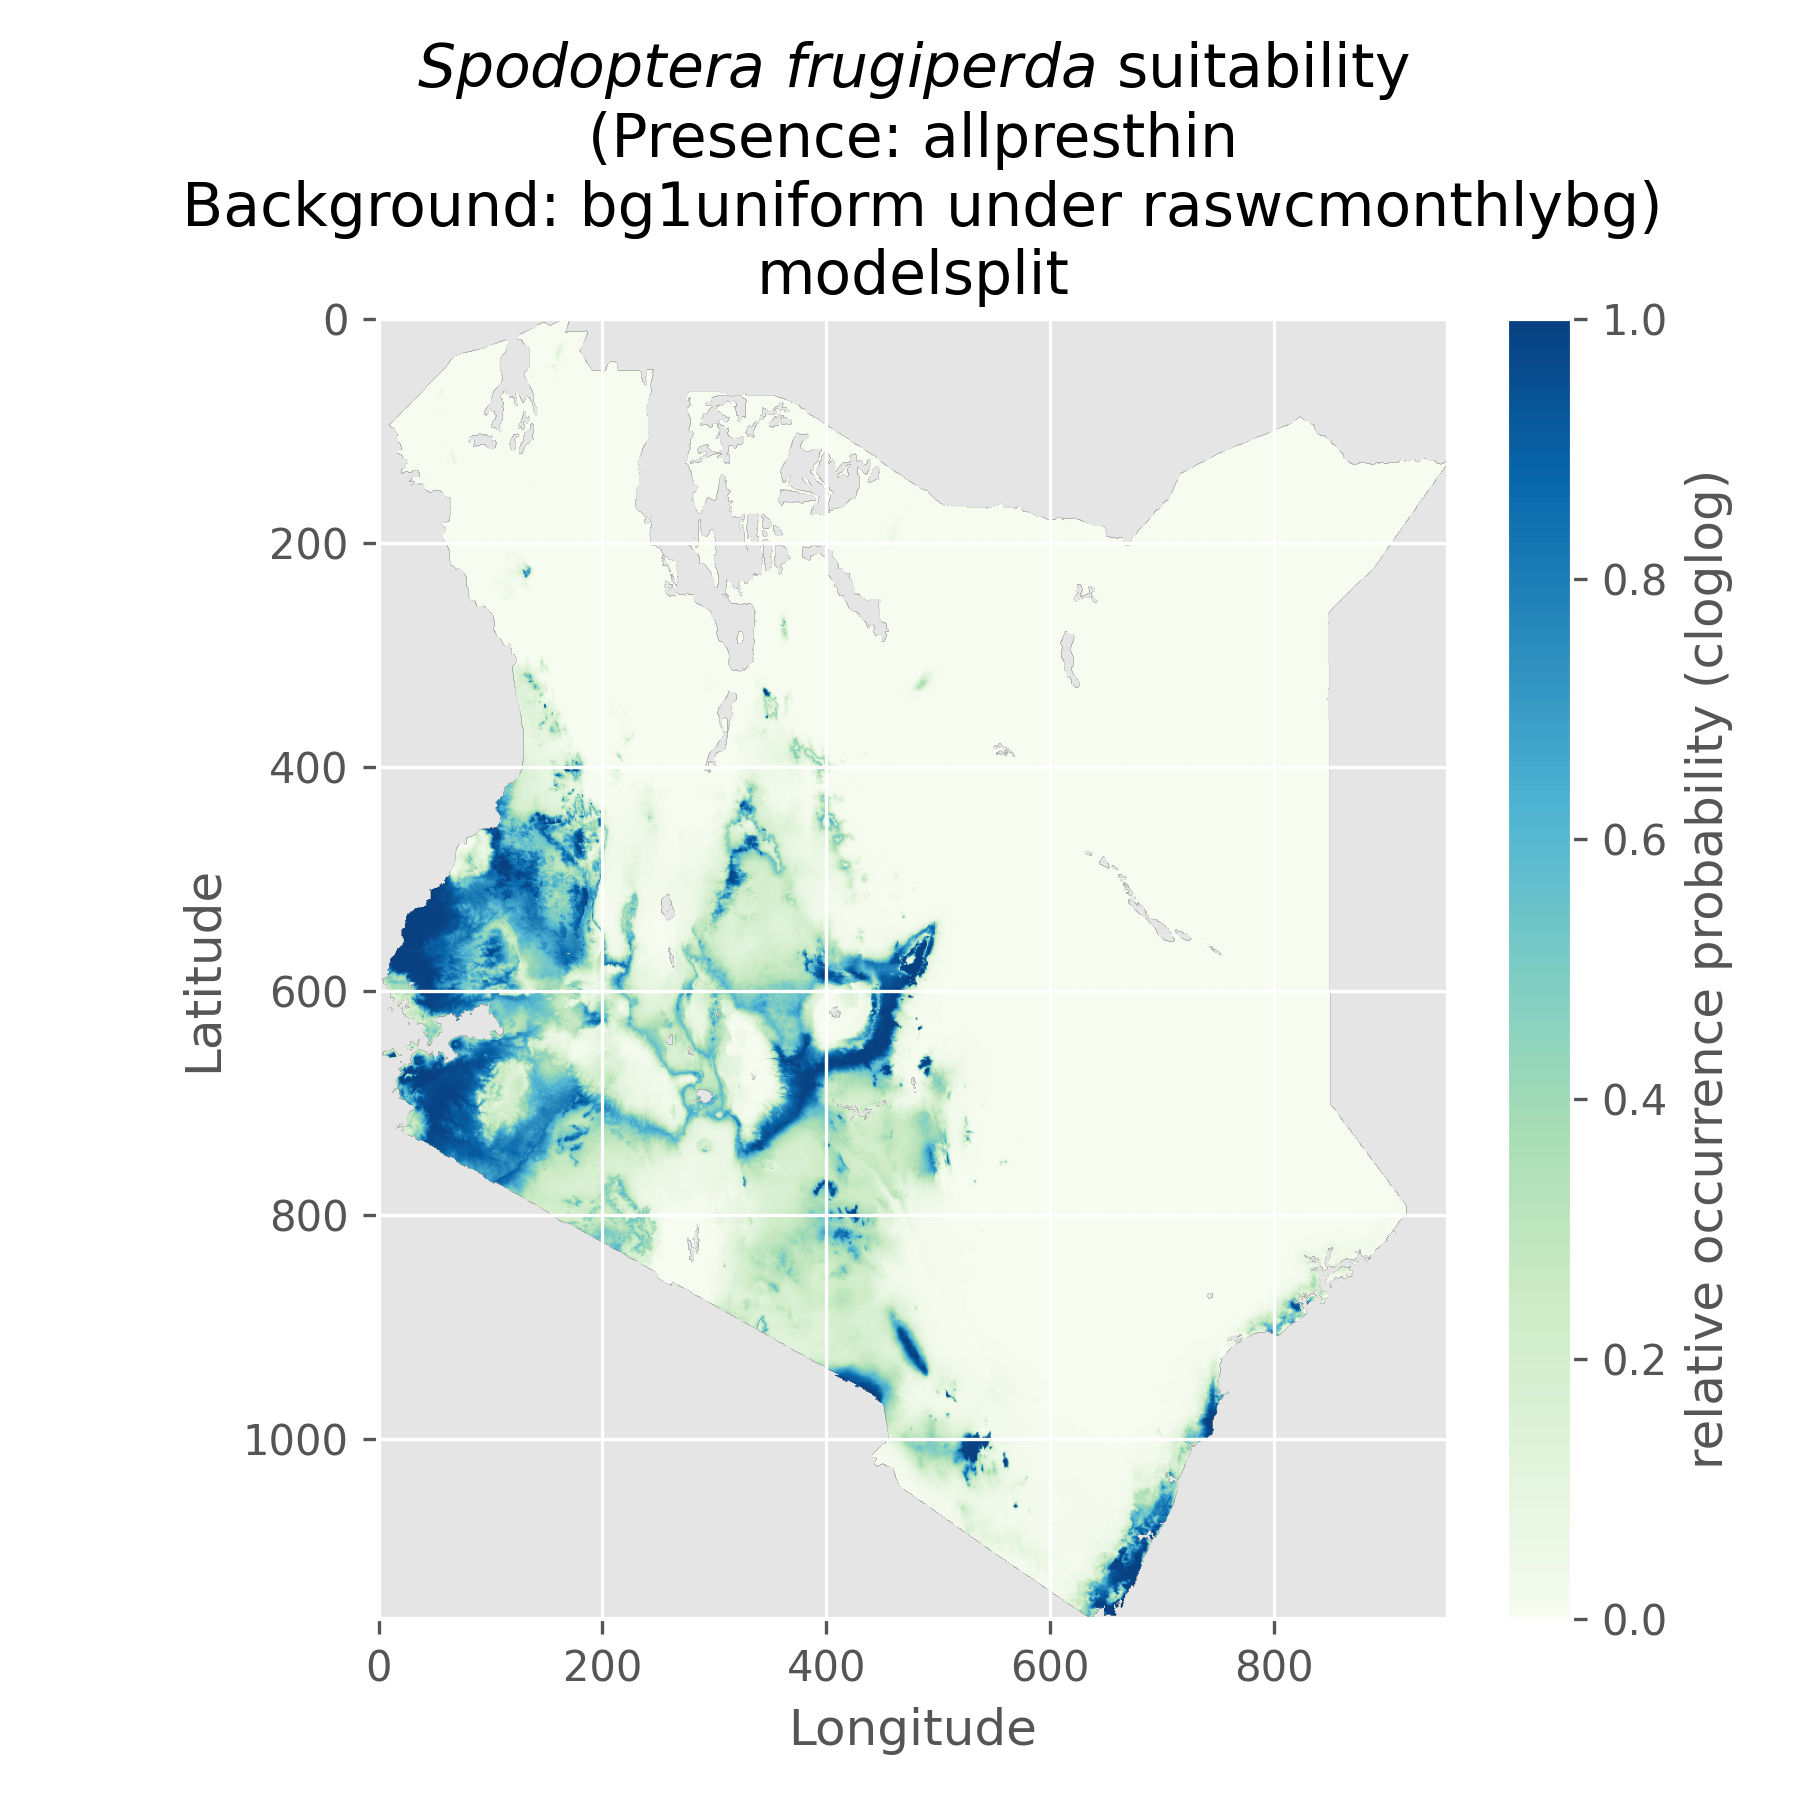 Spodoptera frugiperda suitability
(Presence: allpresthin
Background: bg1uniform under raswcmonthlybg)
modelsplit
0
200
400
600
800
1000
Latitude
0
200
400
600
800
Longitude
1.0
0.8
0.6
0.4
0.2
0.0
relative occurrence probability (cloglog)